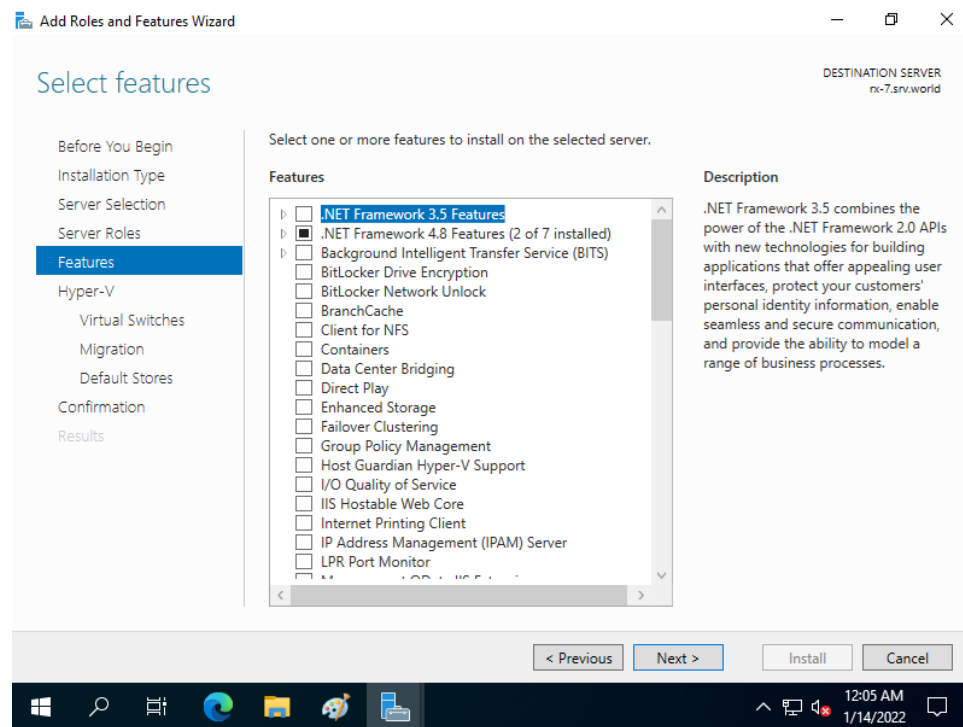 Add Roles and Features Wizard
Select features
DESTINATION SERVER
rx-7.srv.world
Before You Begin
Installation Type
Server Selection
Server Roles
Features
Hyper-V
Virtual Switches
Migration
Default Stores
Confirmation
Results
Select one or more features to install on the selected server.
Features
.NET Framework 3.5 Features
.NET Framework 4.8 Features (2 of 7 installed)
Background Intelligent Transfer Service (BITS)
BitLocker Drive Encryption
BitLocker Network Unlock
BranchCache
Client for NFS
Containers
Data Center Bridging
Direct Play
Enhanced Storage
Failover Clustering
Group Policy Management
Host Guardian Hyper-V Support
I/O Quality of Service
IIS Hostable Web Core
Internet Printing Client
IP Address Management (IPAM) Server
LPR Port Monitor
Description
.NET Framework 3.5 combines the
power of the .NET Framework 2.0 APIs
with new technologies for building
applications that offer appealing user
interfaces, protect your customers'
personal identity information, enable
seamless and secure communication,
and provide the ability to model a
range of business processes.
< Previous
Next >
Install
Cancel
12:05 AM
1/14/2022